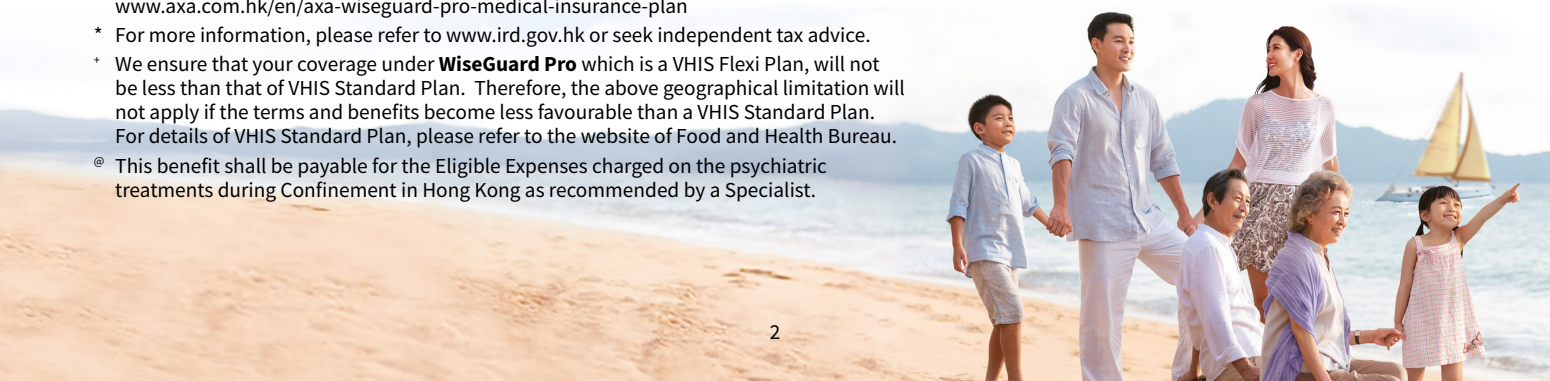 www.axa.com.hk/en/axa-wiseguard-pro-medical-insurance-plan
* For more information, please refer to www.ird.gov.hk or seek independent tax advice.
+ We ensure that your coverage under WiseGuard Pro which is a VHIS Flexi Plan, will not
be less than that of VHIS Standard Plan. Therefore, the above geographical limitation will
not apply if the terms and benefits become less favourable than a VHIS Standard Plan.
For details of VHIS Standard Plan, please refer to the website of Food and Health Bureau.
@ This benefit shall be payable for the Eligible Expenses charged on the psychiatric
treatments during Confinement in Hong Kong as recommended by a Specialist.
2